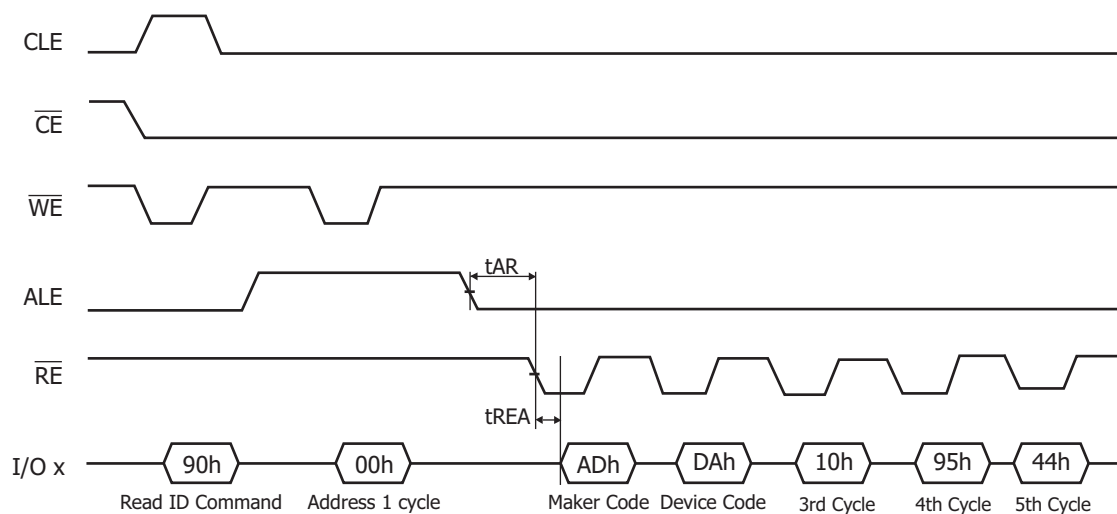 CLE
CE
WE
ALE
tAR
RE
tREA
I/O x
90h
00h
ADh
DAh
10h
95h
44h
Read ID Command
Address 1 cycle
Maker Code
Device Code
3rd Cycle
4th Cycle
5th Cycle